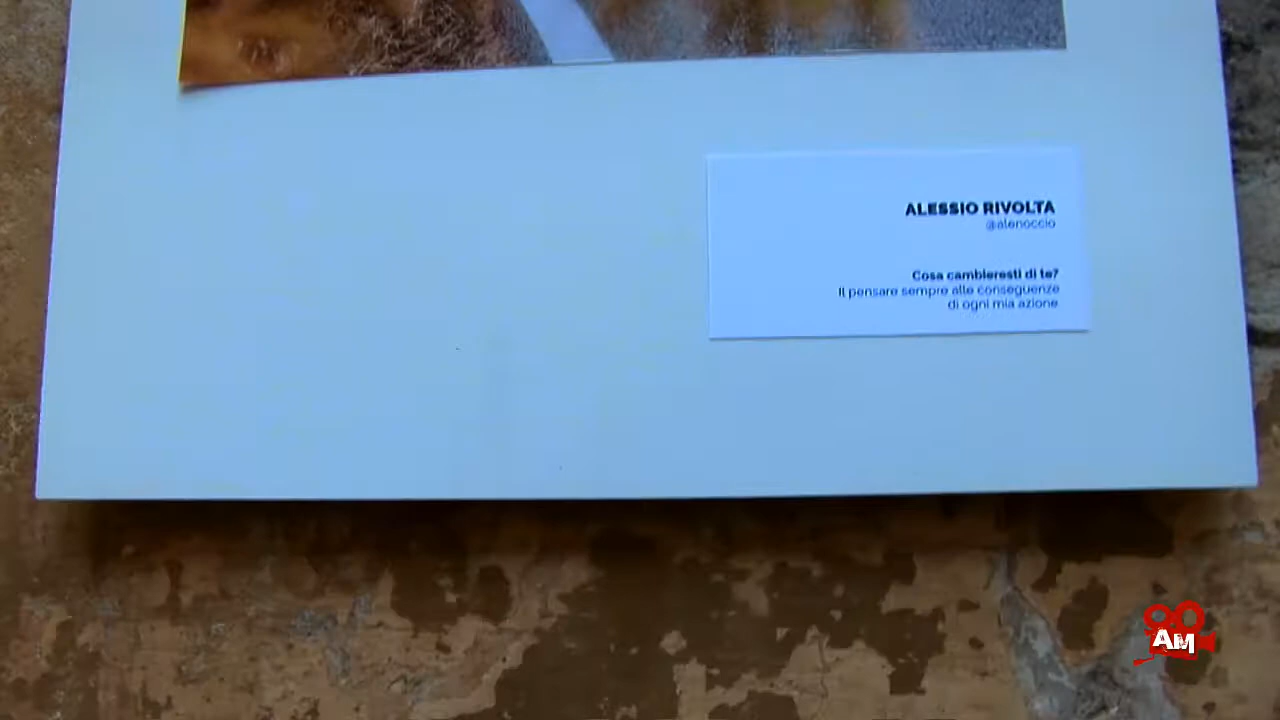 ALESSIO RIVOLTA
@alenoccio
Cosa cambieresti di te?
Il pensare sempre alle conseguenze
di ogni mia azione
AM